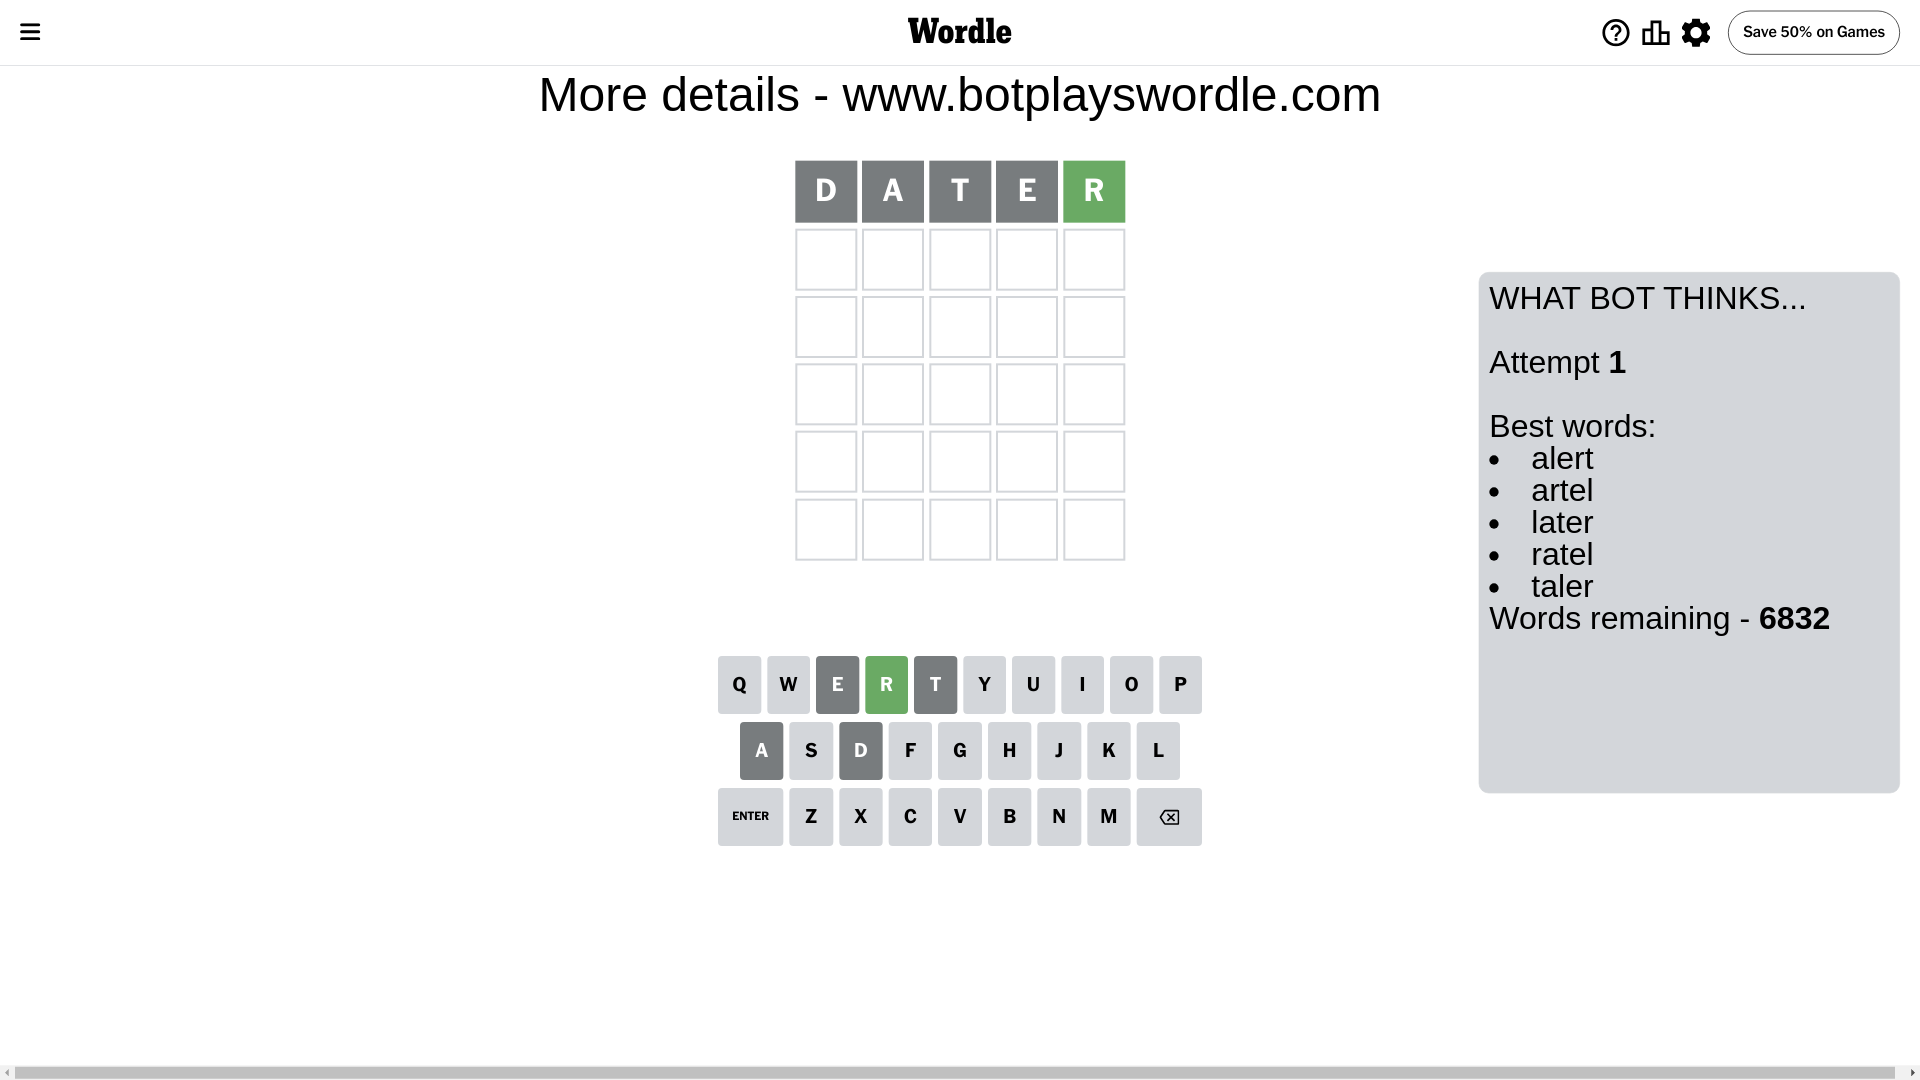 Wordle
Save 50% on Games
More details - www.botplayswordle.com
D A T E R
WHAT BOT THINKS...
Attempt 1
Best words:
• alert
• artel
• later
• ratel
• taler
Words remaining - 6832
Q W E R T Y U I O P
A S D F G H J K L
ENTER Z X C V B N M